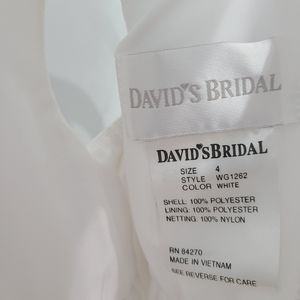 DAVID'S BRIDAL
DAVID'S BRIDAL
SIZE 4
STYLE WG1262
COLOR WHITE
SHELL: 100% POLYESTER
LINING: 100% POLYESTER
NETTING: 100% NYLON
RN 84270
MADE IN VIETNAM
SEE REVERSE FOR CARE